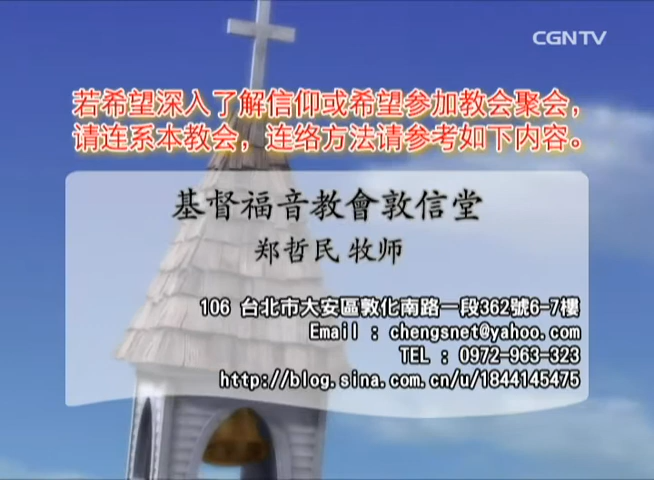 CGNTV
若希望深入了解信仰或希望参加教会聚会，
请连系本教会，连络方法请参考如下内容。
基督福音教會敦信堂
郑哲民 牧师
106 台北市大安區敦化南路一段362號6-7樓
Email : chengsnet@yahoo.com
TEL : 0972-963-323
http://blog.sina.com.cn/u/1844145475